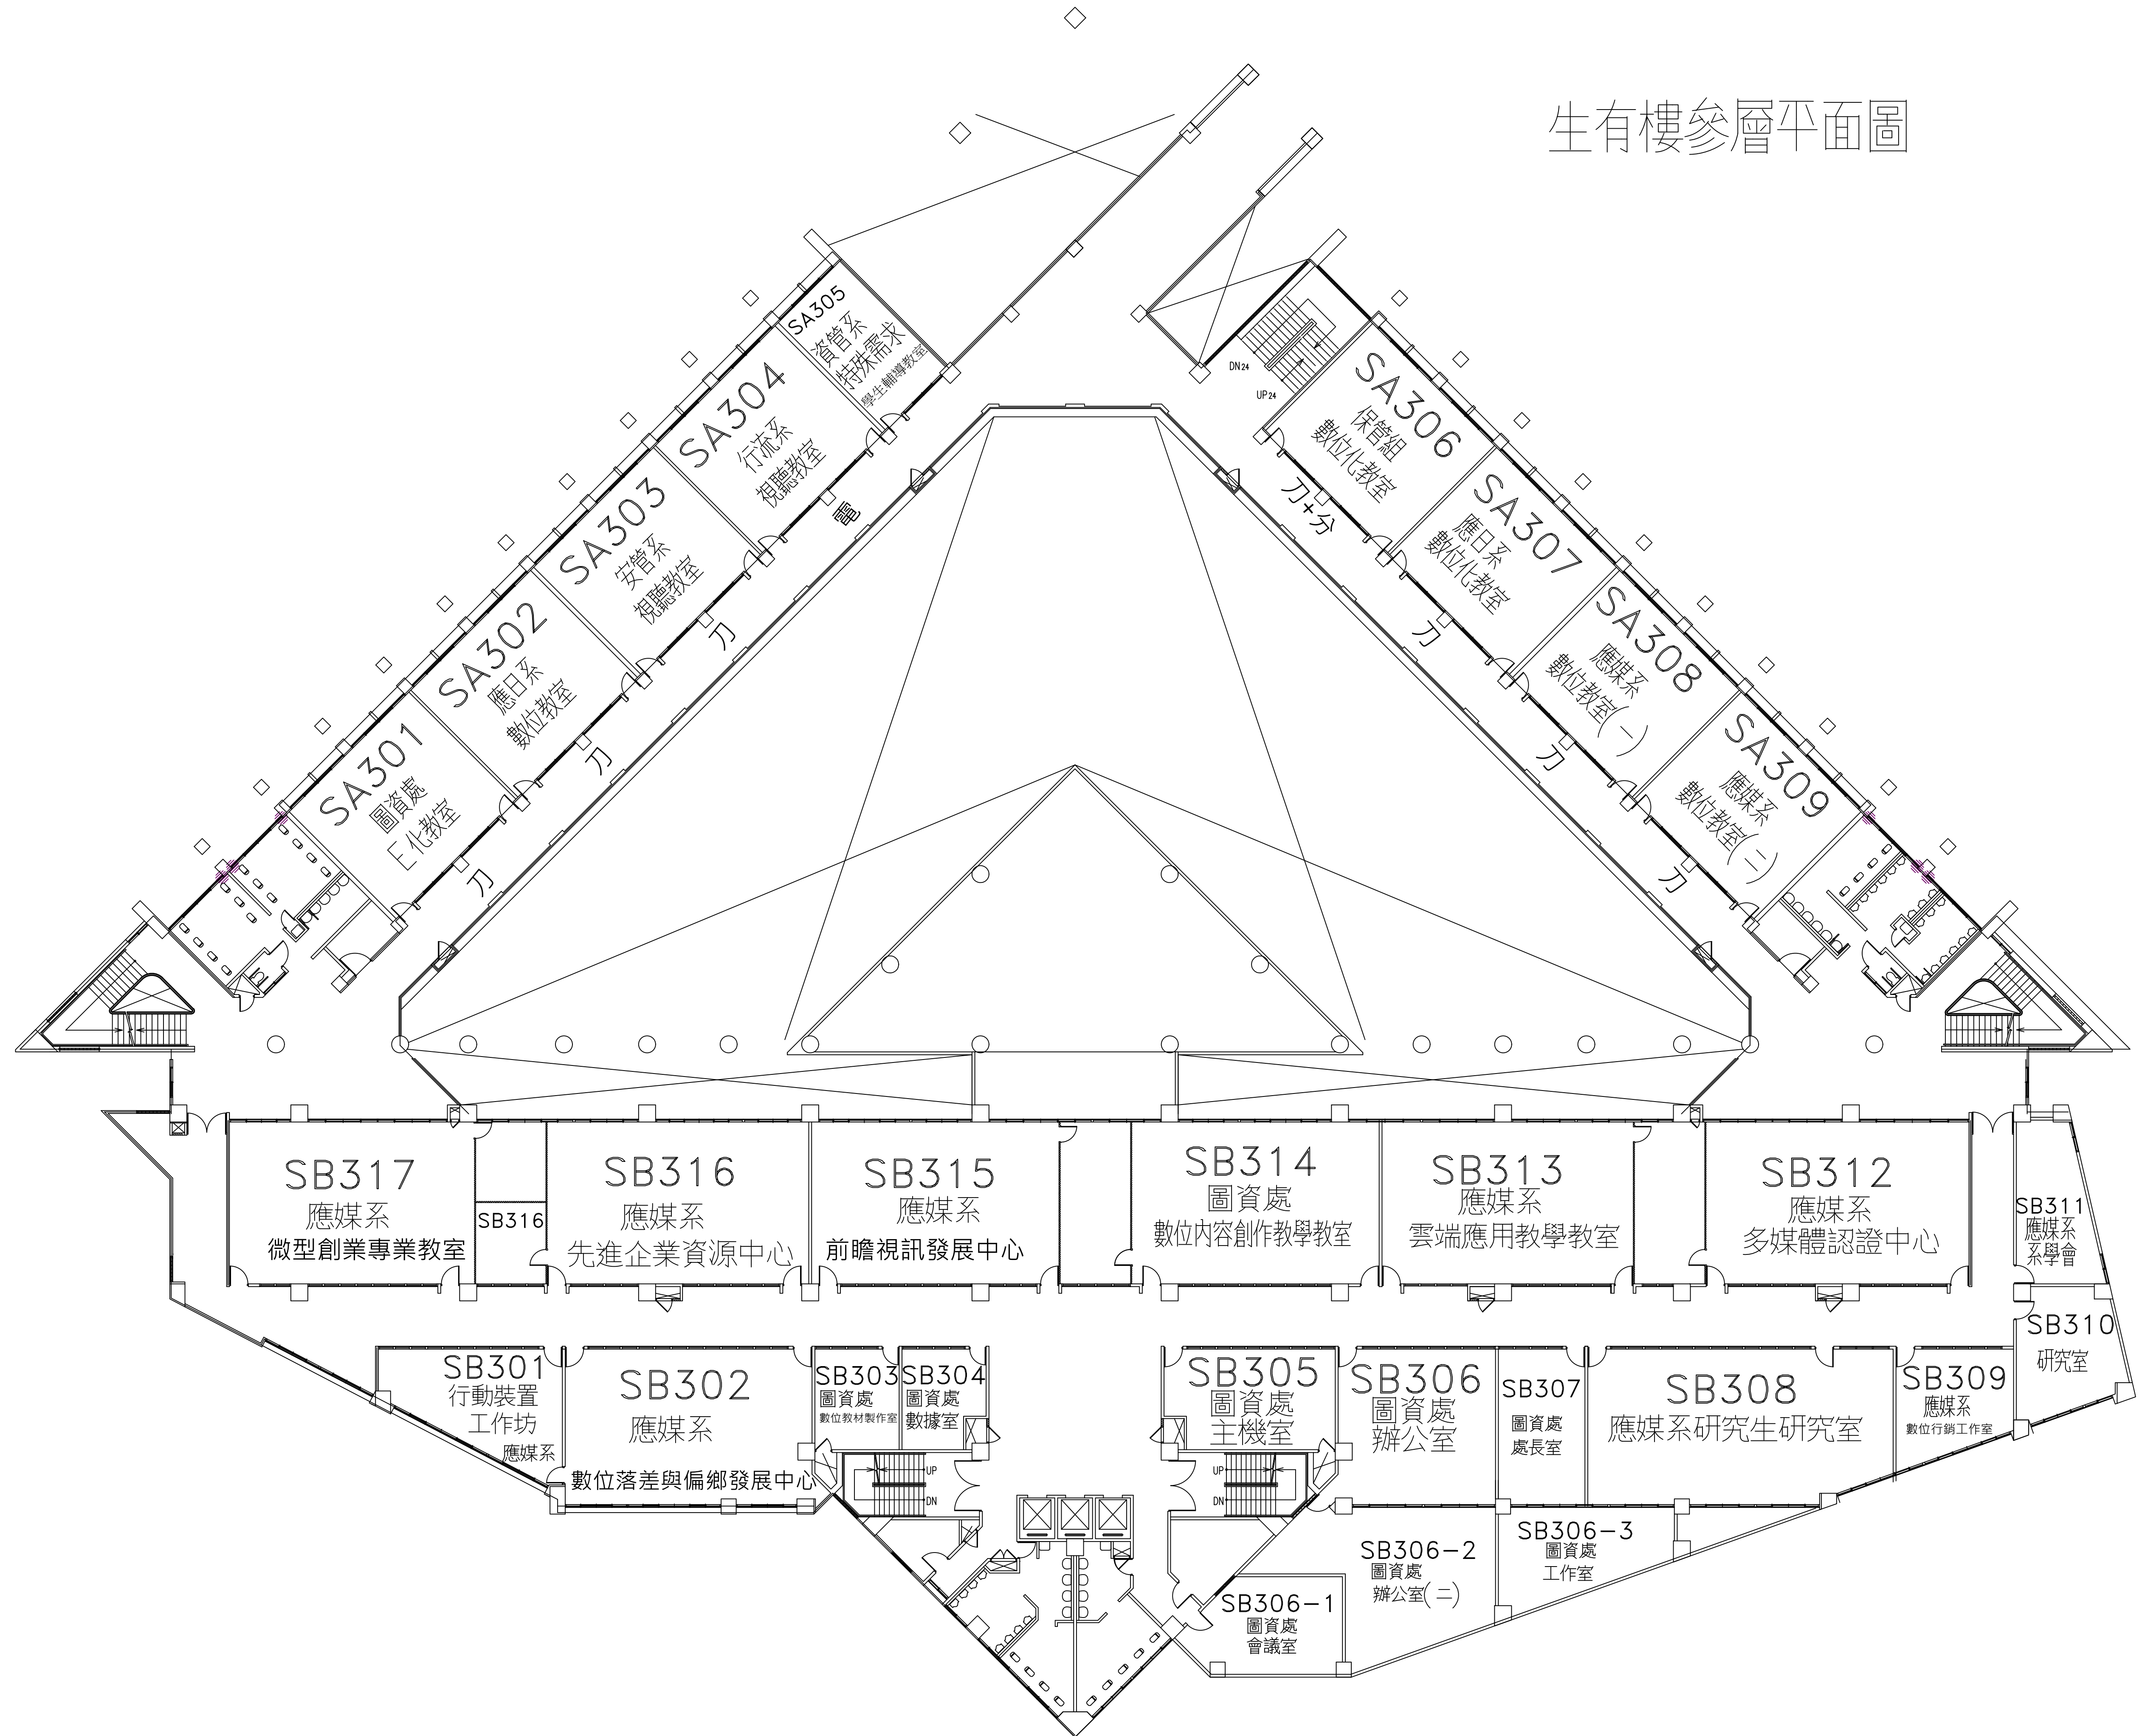 生有樓參層平面圖
SA305
資管系
特殊需求
學生輔導教室
SA304
行流系
視聽教室
電
SA303
安管系
視聽教室
刀
SA302
應日系
數位教室
刀
SA301
圖資處
E化教室
刀
DN24
UP24
SA306
保管組
數位化教室
刀+分
SA307
應日系
數位化教室
刀
SA308
應媒系
數位教室(一)
刀
SA309
應媒系
數位教室(二)
刀
SB317
應媒系
微型創業專業教室
SB316
SB316
應媒系
先進企業資源中心
SB315
應媒系
前瞻視訊發展中心
SB314
圖資處
數位內容創作教學教室
SB313
應媒系
雲端應用教學教室
SB312
應媒系
多媒體認證中心
SB311
應媒系
系學會
SB310
研究室
SB301
行動裝置
工作坊
應媒系
SB302
應媒系
數位落差與偏鄉發展中心
SB303
圖資處
數位教材製作室
SB304
圖資處
數據室
UP
DN
SB305
圖資處
主機室
UP
DN
SB306
圖資處
辦公室
SB307
圖資處
處長室
SB308
應媒系研究生研究室
SB309
應媒系
數位行銷工作室
SB306-1
圖資處
會議室
SB306-2
圖資處
辦公室(二)
SB306-3
圖資處
工作室